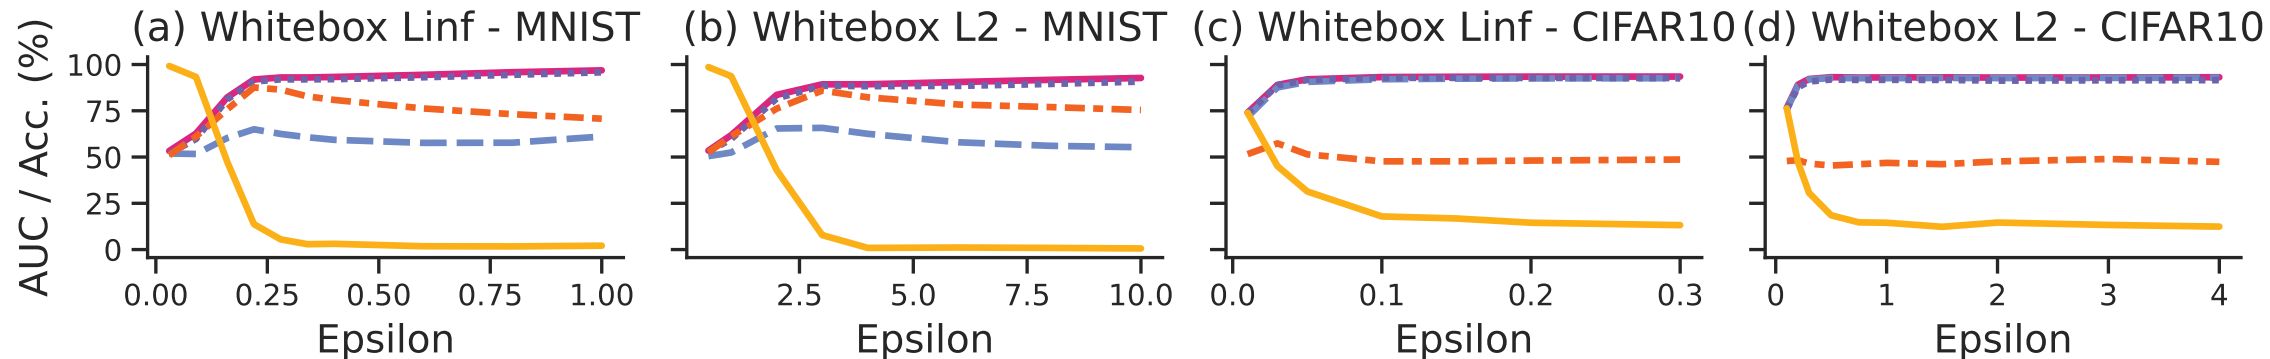 (a) Whitebox Linf - MNIST
(b) Whitebox L2 - MNIST
(c) Whitebox Linf - CIFAR10
(d) Whitebox L2 - CIFAR10
AUC / Acc. (%)
100
75
50
25
0
0.00 0.25 0.50 0.75 1.00
2.5 5.0 7.5 10.0
0.0 0.1 0.2 0.3
0 1 2 3 4
Epsilon
Epsilon
Epsilon
Epsilon